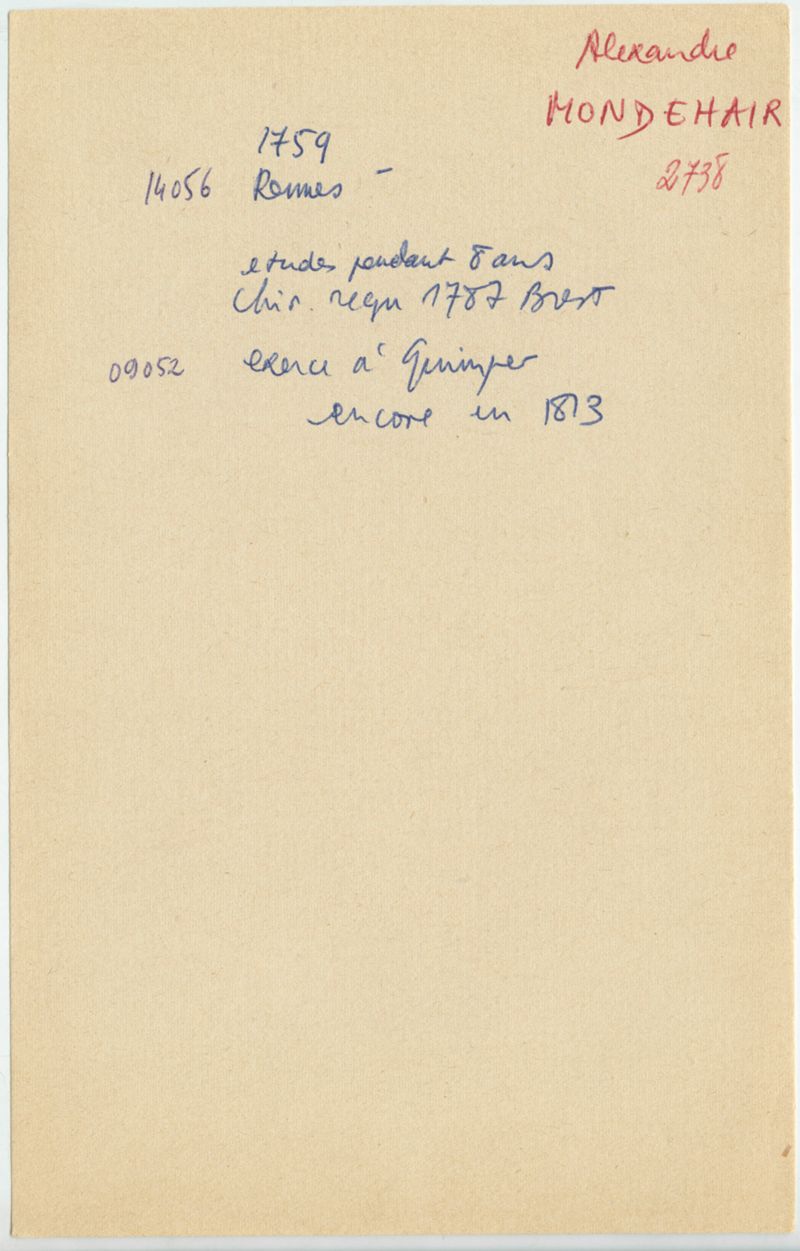 Alexandre
MONDEHAIR
2738
1759
14056 Rennes -
etudes pendant 8 ans
Chir. reçu 1787 Brest
09052 exerce à Quimper
encore en 1813